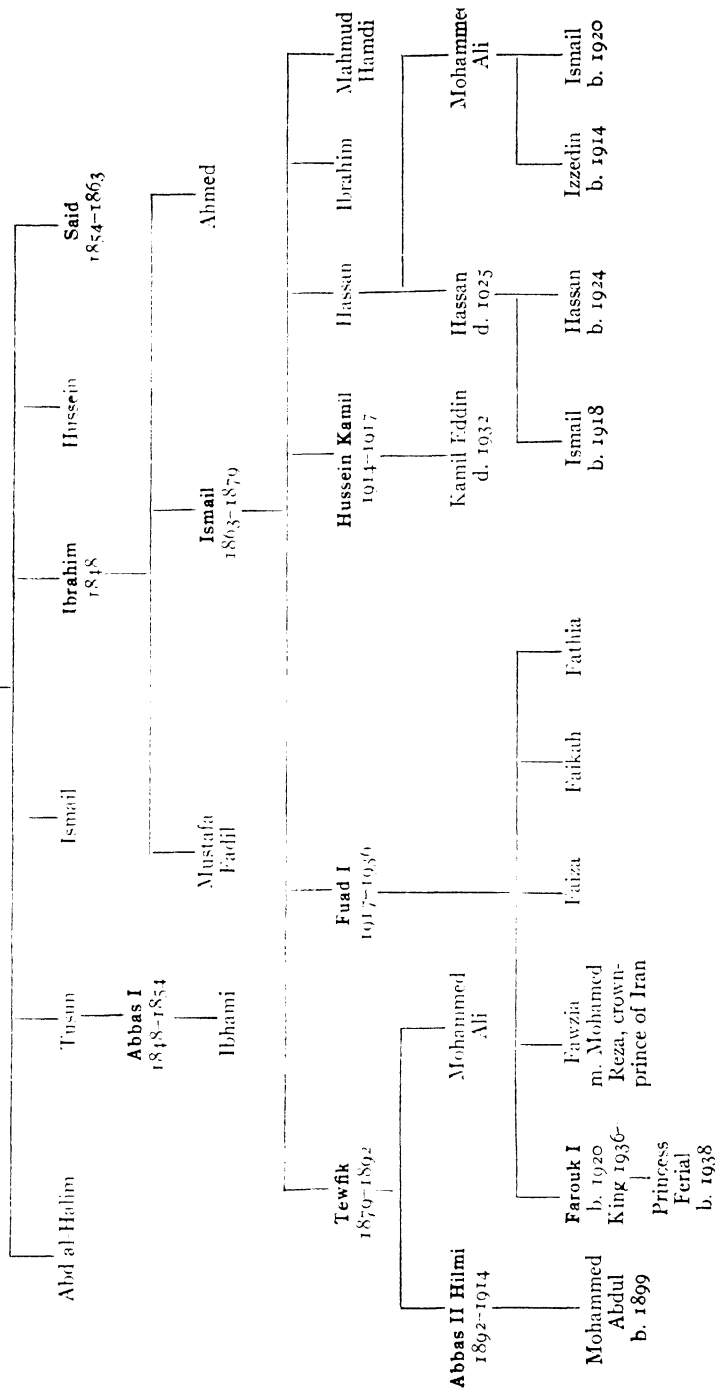 Abd al-Halim
Tusun
Ismail
Ibrahim
1848
Hussein
Said
1854–1863
Abbas I
1848–1854
Ibhami
Mustafa
Fadil
Ismail
1863–1879
Ahmed
Tewfik
1879–1892
Fuad I
1917–1936
Hussein Kamil
1914–1917
Hassan
Ibrahim
Mahmud
Hamdi
Abbas II Hilmi
1892–1914
Mohammed
Ali
Kamil Eddin
d. 1932
Hassan
d. 1925
Mohammed
Ali
Mohammed
Abdul
b. 1899
Farouk I
b. 1920
King 1936-
Princess
Ferial
b. 1938
Fawzia
m. Mohamed
Reza, crown-
prince of Iran
Faiza
Faikah
Fathia
Ismail
b. 1918
Hassan
b. 1924
Izzedin
b. 1914
Ismail
b. 1920